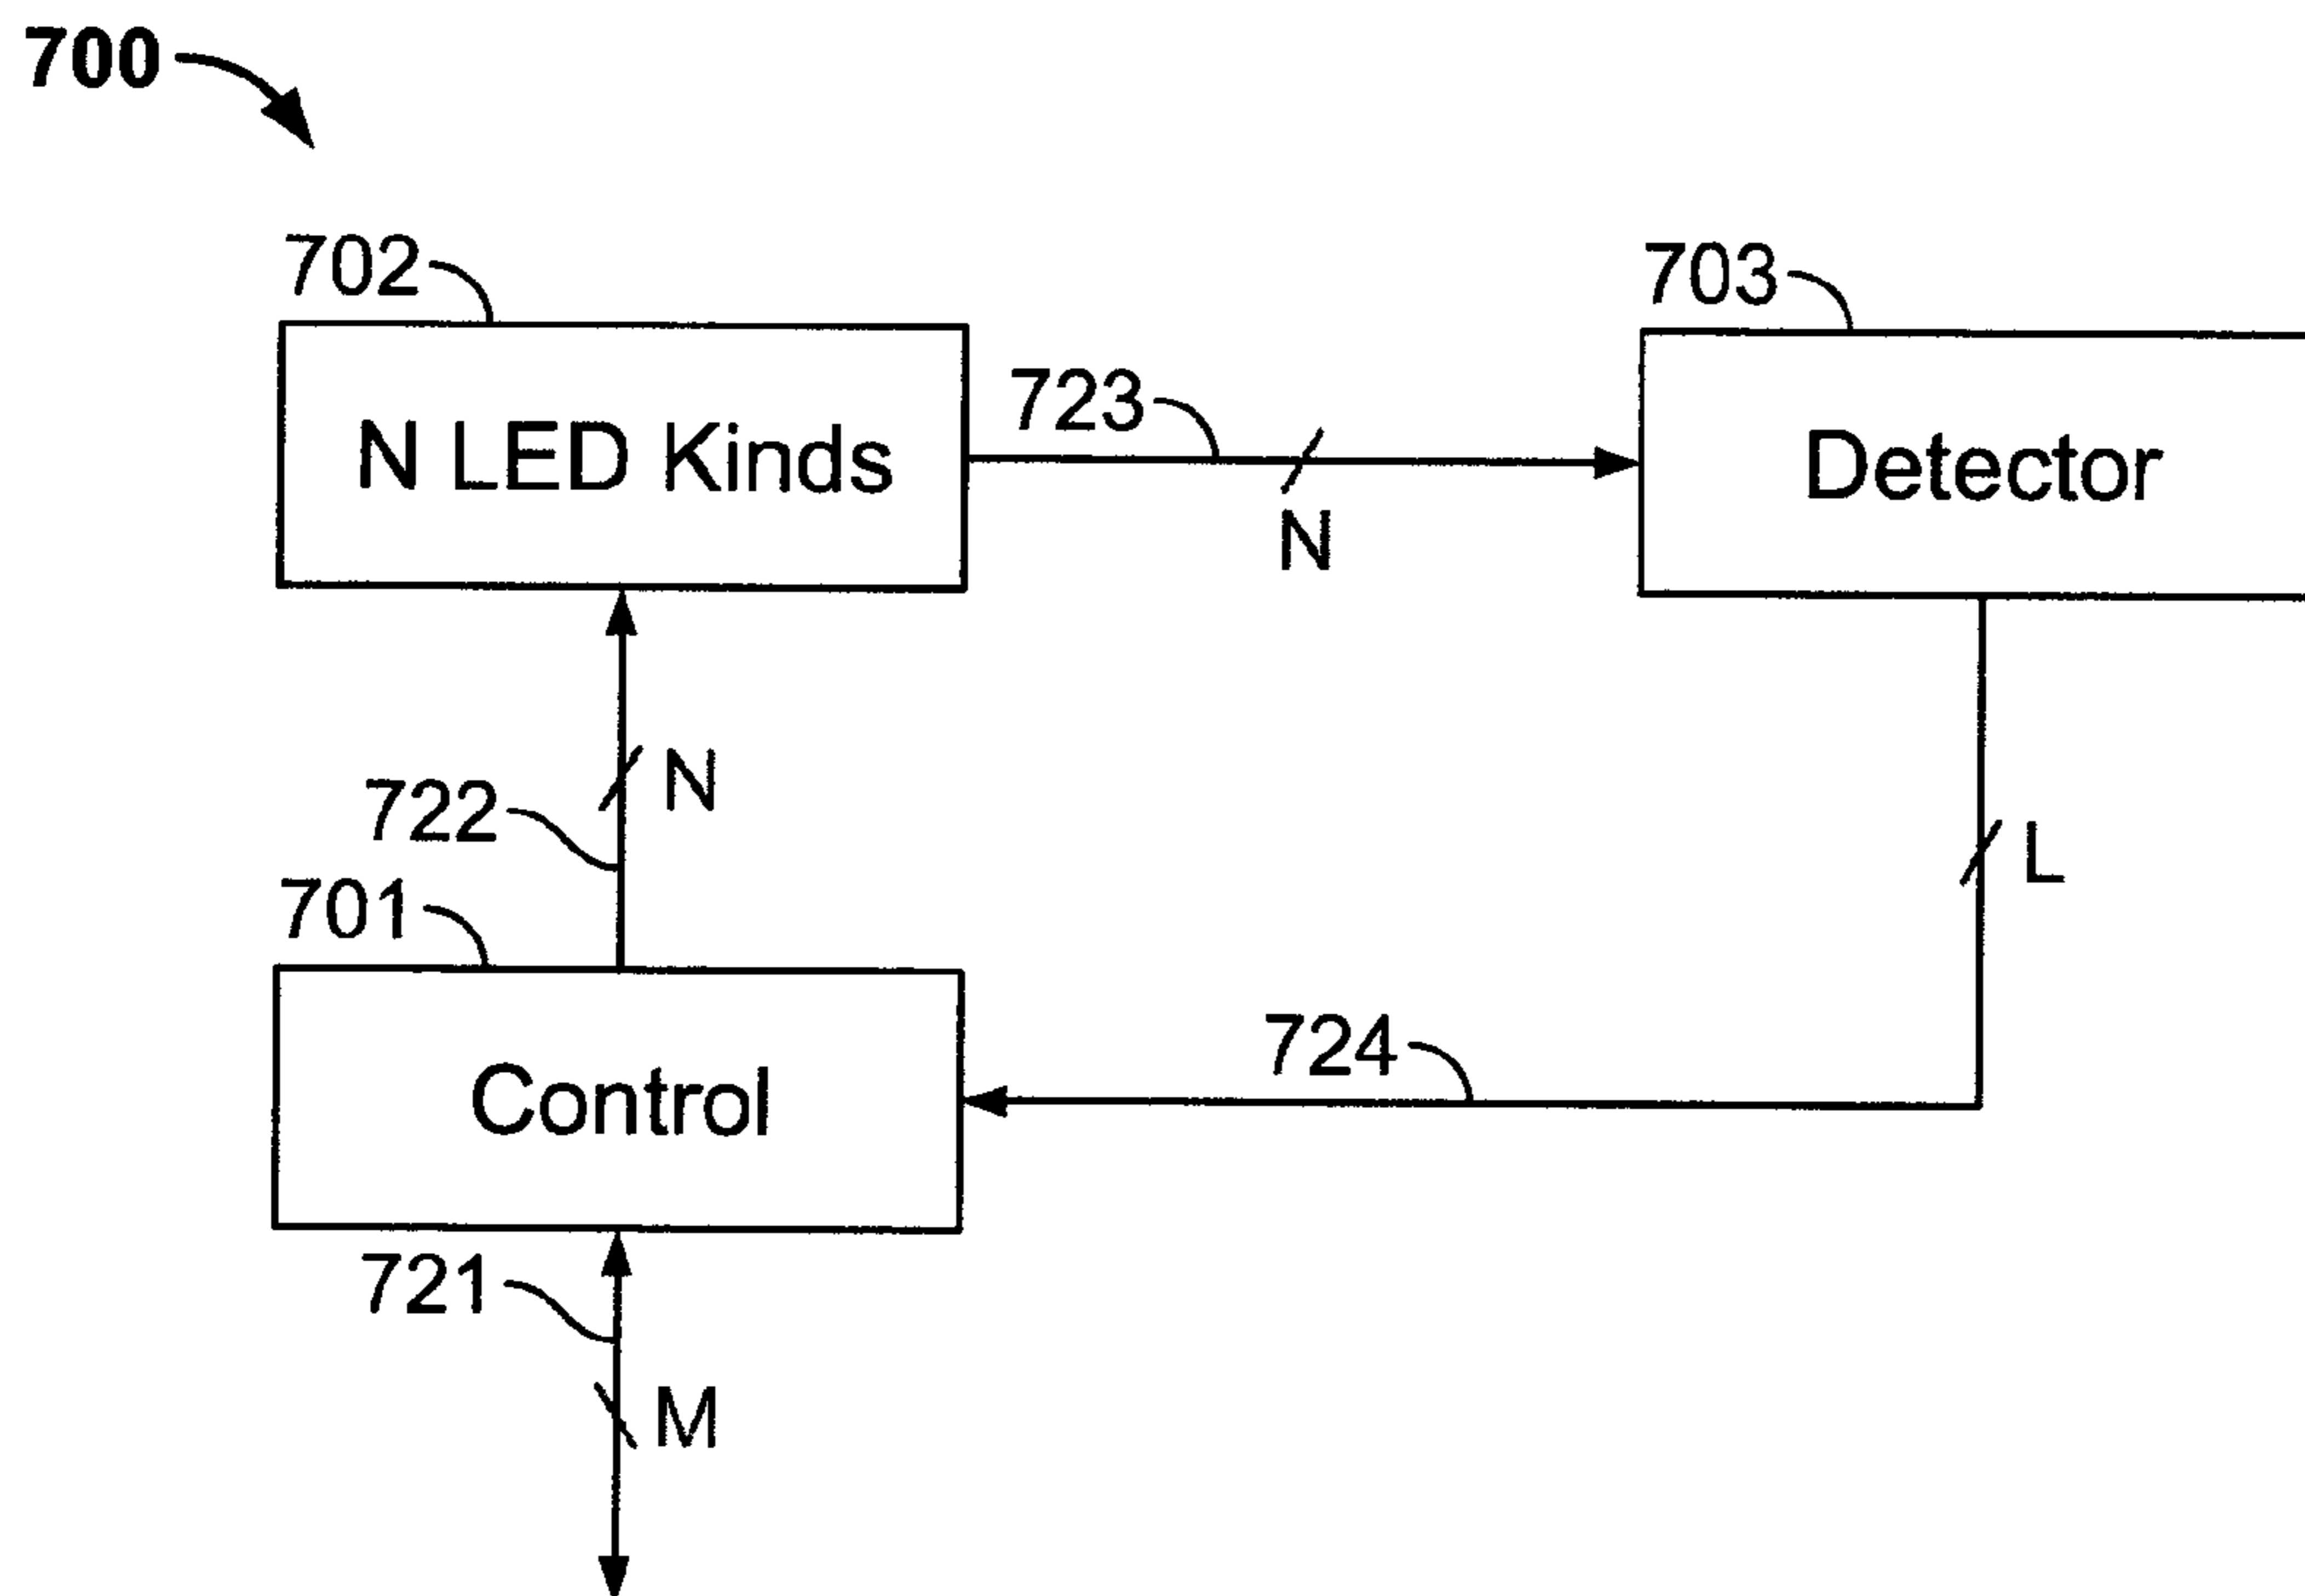 700
702
703
N LED Kinds
723
N
Detector
722
N
L
701
Control
724
721
M